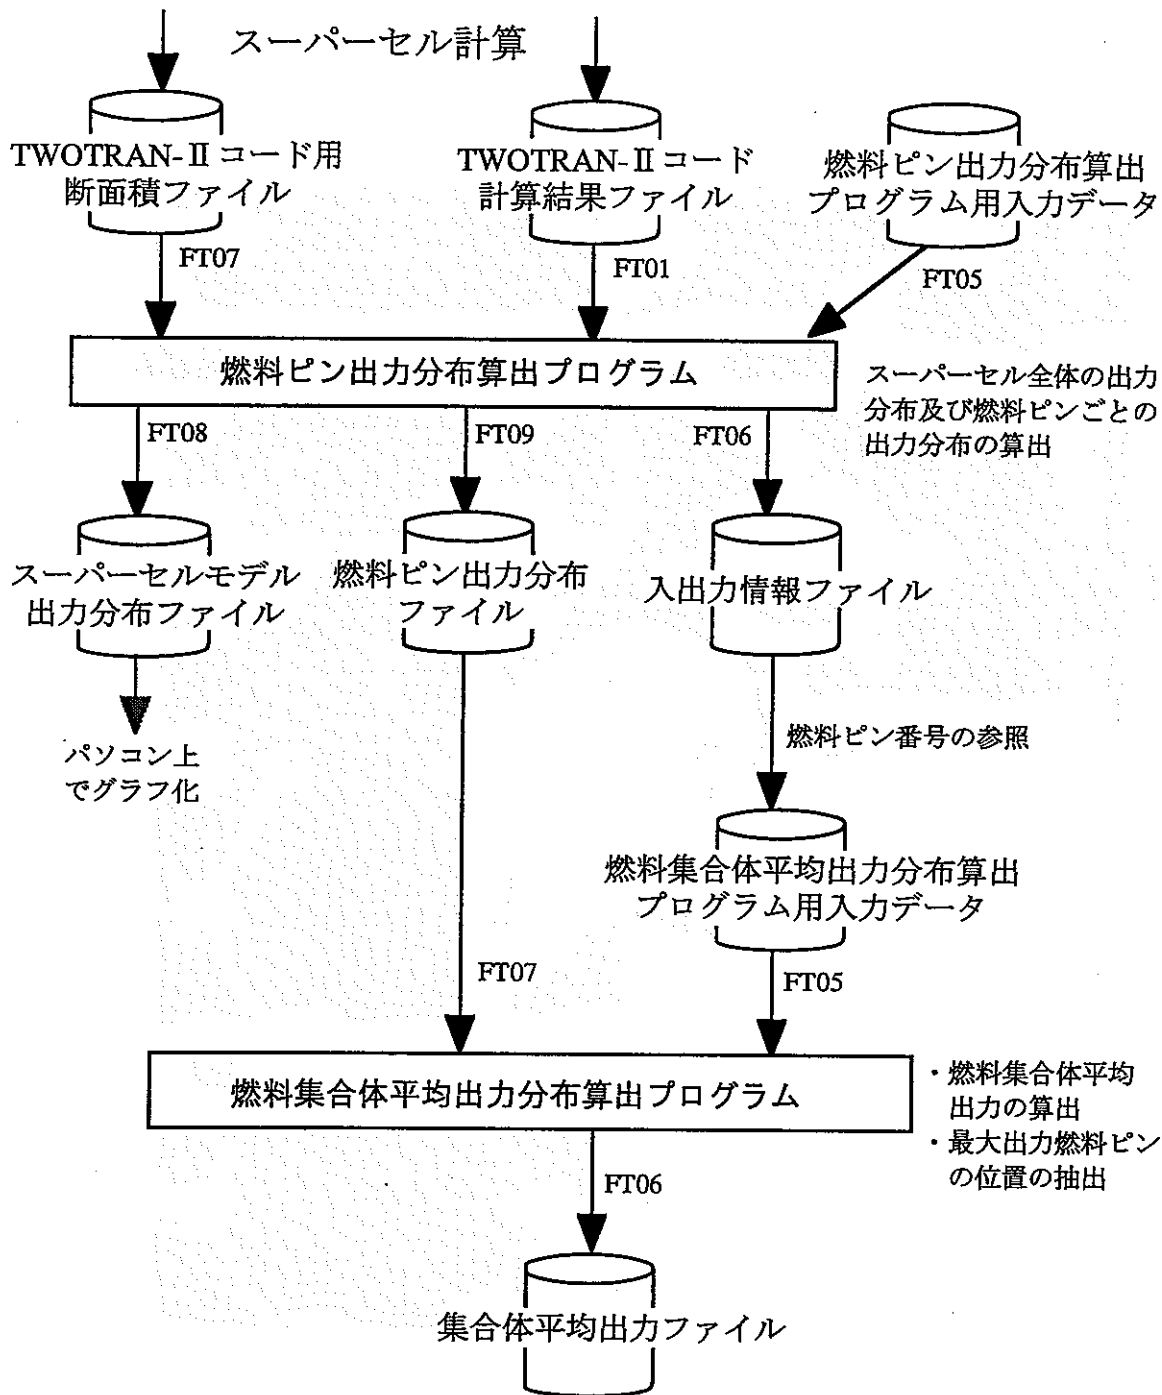 スーパーセル計算
TWOTRAN-Ⅱコード用
断面積ファイル
TWOTRAN-Ⅱコード
計算結果ファイル
燃料ピン出力分布算出
プログラム用入力データ
FT07
FT01
FT05
燃料ピン出力分布算出プログラム
スーパーセル全体の出力
分布及び燃料ピンごとの
出力分布の算出
FT08
FT09
FT06
スーパーセルモデル
出力分布ファイル
燃料ピン出力分布
ファイル
入出力情報ファイル
パソコン上
でグラフ化
燃料ピン番号の参照
燃料集合体平均出力分布算出
プログラム用入力データ
FT07
FT05
燃料集合体平均出力分布算出プログラム
・燃料集合体平均
出力の算出
・最大出力燃料ピン
の位置の抽出
FT06
集合体平均出力ファイル